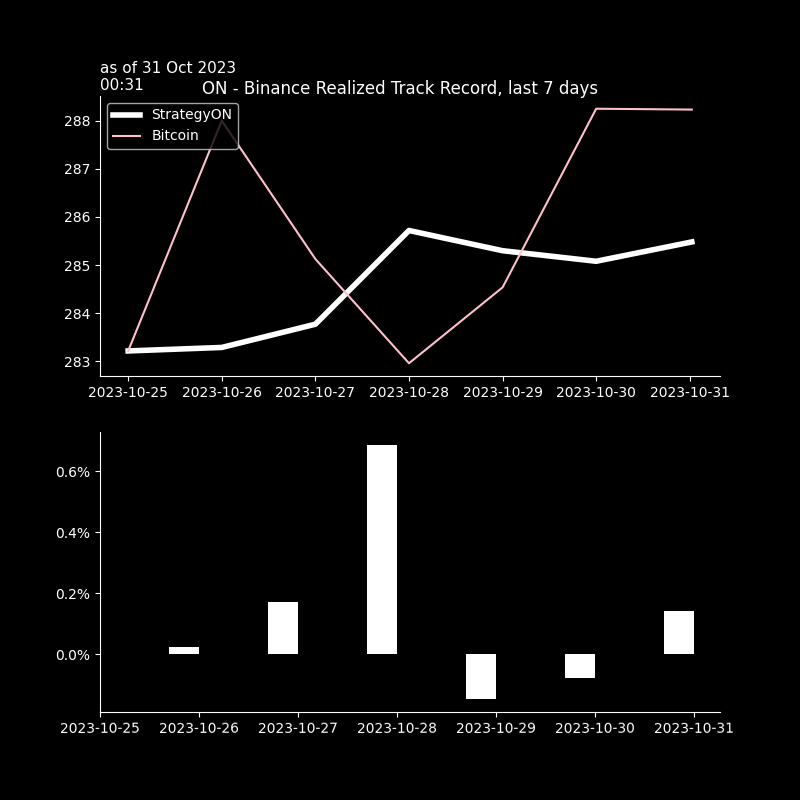 as of 31 Oct 2023
00:31
ON - Binance Realized Track Record, last 7 days
StrategyON
Bitcoin
288
287
286
285
284
283
2023-10-25 2023-10-26 2023-10-27 2023-10-28 2023-10-29 2023-10-30 2023-10-31
0.6%
0.4%
0.2%
0.0%
2023-10-25 2023-10-26 2023-10-27 2023-10-28 2023-10-29 2023-10-30 2023-10-31